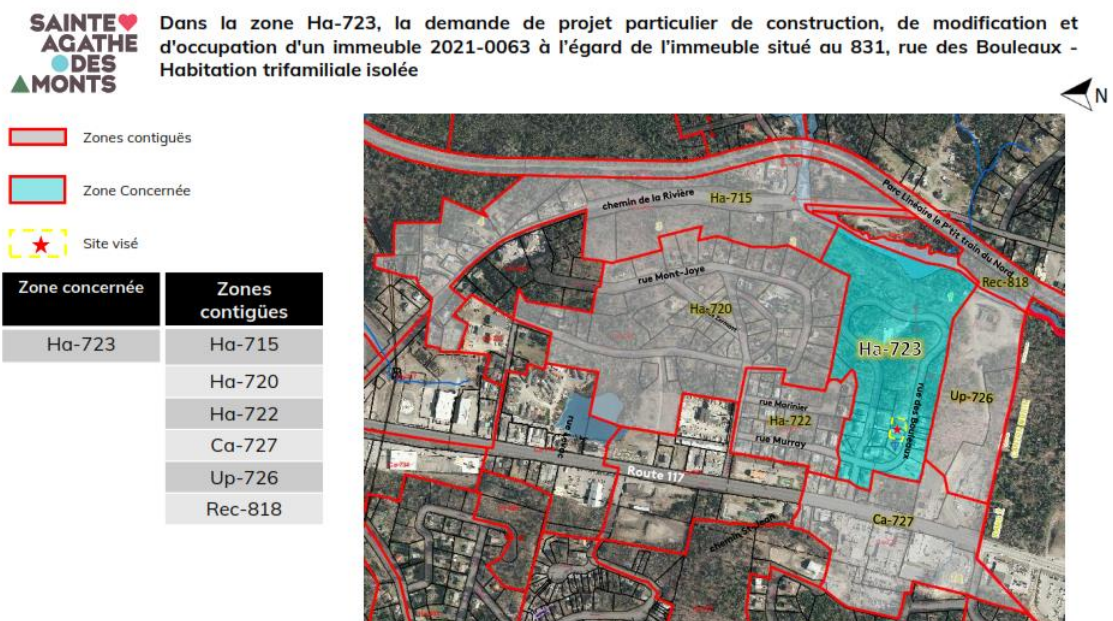 SAINTE
AGATHE
DES
MONTS
Dans la zone Ha-723, la demande de projet particulier de construction, de modification et
d'occupation d'un immeuble 2021-0063 à l'égard de l'immeuble situé au 831, rue des Bouleaux -
Habitation trifamiliale isolée
N
Zones contiguës
Zone Concernée
Site visé
Zone concernée
Zones
contigües
Ha-723
Ha-715
Ha-720
Ha-722
Ca-727
Up-726
Rec-818
chemin de la Rivière
Ha-715
Parc Linéaire le P'tit train du Nord
Rec-818
rue Mont-Joye
Ha-720
Ha-723
Up-726
rue des Bouleaux
rue Marinier
Ha-722
rue Murray
Route 117
Ca-727
chemin St-Jean